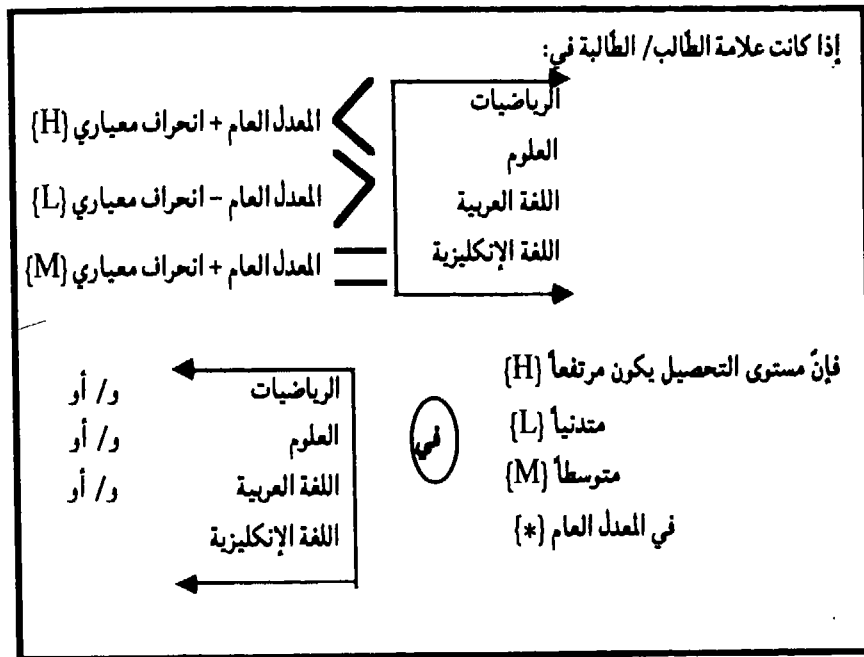 إذا كانت علامة الطالب/ الطالبة في:
الرياضيات
العلوم
اللغة العربية
اللغة الإنكليزية
< المعدل العام + انحراف معياري {H}
> المعدل العام – انحراف معياري {L}
= المعدل العام + انحراف معياري {M}
فإنّ مستوى التحصيل يكون مرتفعاً {H}
متدنياً {L}
متوسطاً {M}
في المعدل العام {*}
في
الرياضيات و/ أو
العلوم و/ أو
اللغة العربية و/ أو
اللغة الإنكليزية